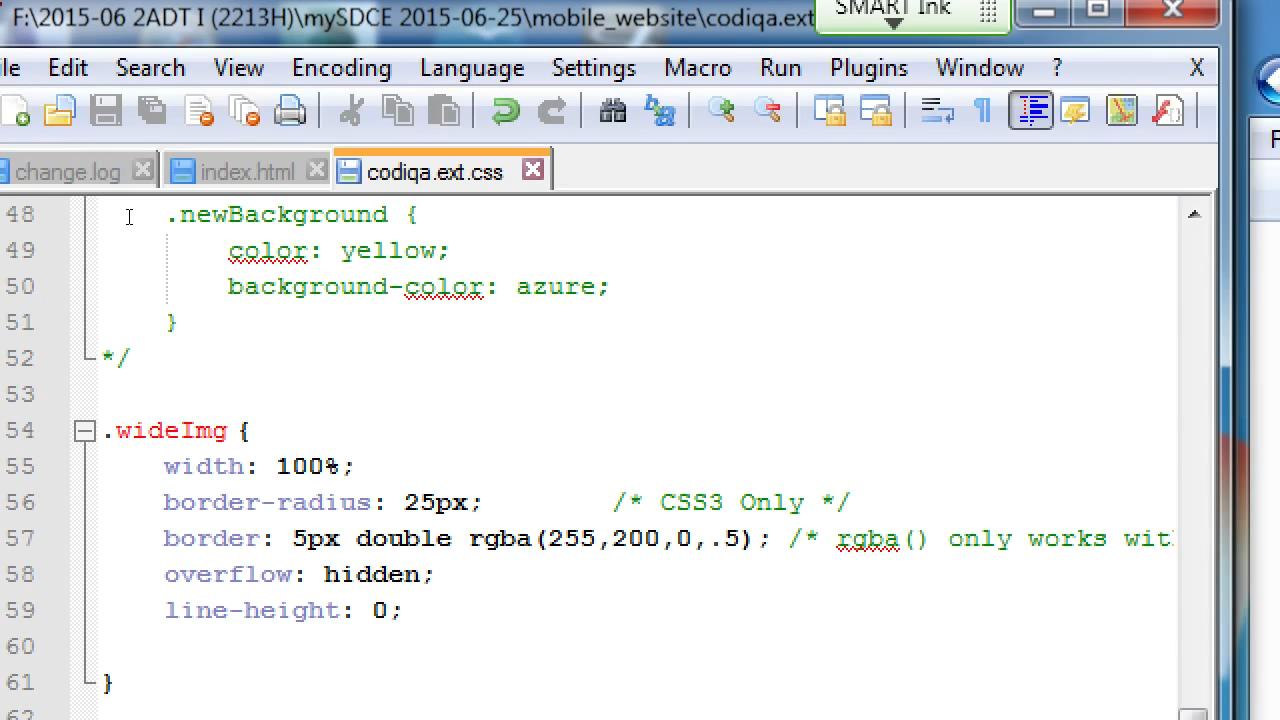 F:\2015-06 2ADT I (2213H)\mySDCE 2015-06-25\mobile_website\codiqa.ext
SMART Ink
Edit Search View Encoding Language Settings Macro Run Plugins Window ? X
change.log index.html codiqa.ext.css
48 .newBackground {
49 color: yellow;
50 background-color: azure;
51 }
52 */
53
54 .wideImg {
55 width: 100%;
56 border-radius: 25px; /* CSS3 Only */
57 border: 5px double rgba(255,200,0,.5); /* rgba() only works wit
58 overflow: hidden;
59 line-height: 0;
60
61 }
62